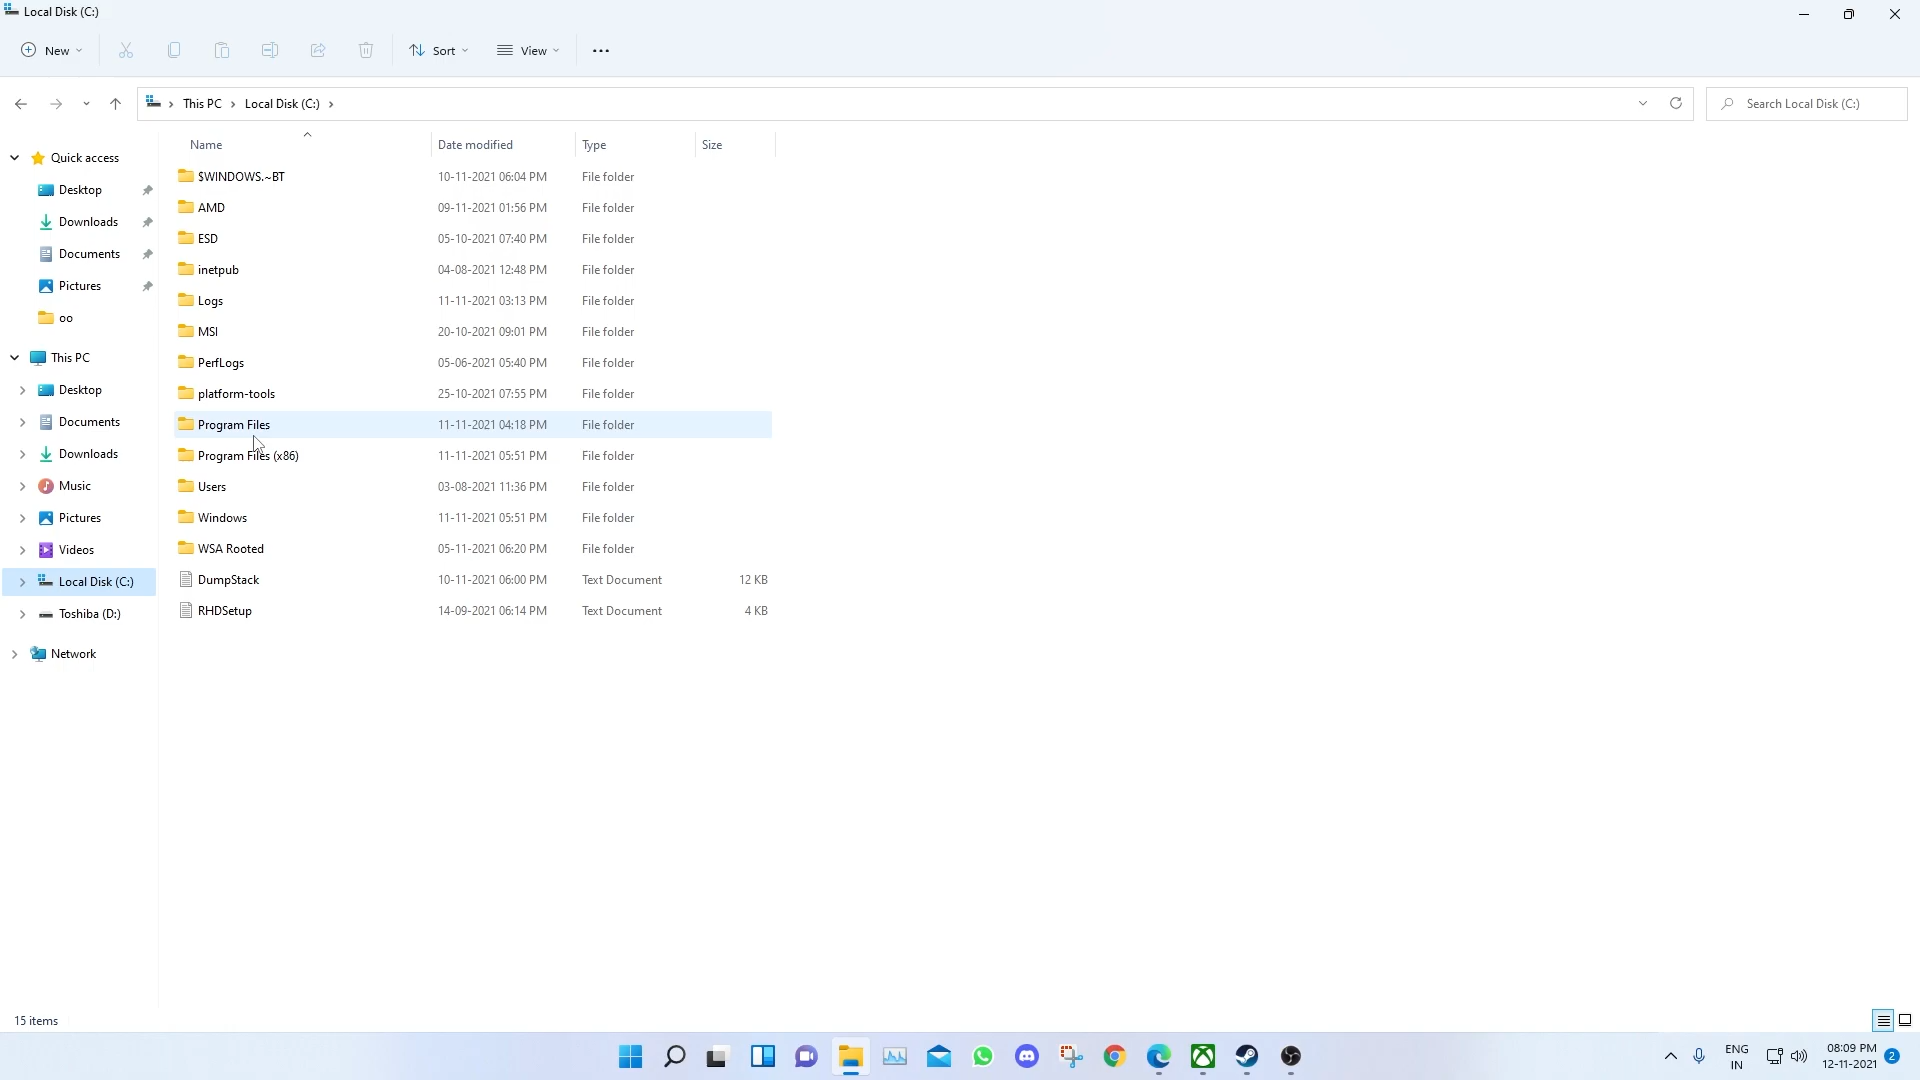 Local Disk (C:)
New
Sort
View
This PC
Local Disk (C:)
Search Local Disk (C:)
Name
Date modified
Type
Size
Quick access
Desktop
Downloads
Documents
Pictures
oo
This PC
Desktop
Documents
Downloads
Music
Pictures
Videos
Local Disk (C:)
Toshiba (D:)
Network
$WINDOWS.~BT 10-11-2021 06:04 PM File folder
AMD 09-11-2021 01:56 PM File folder
ESD 05-10-2021 07:40 PM File folder
inetpub 04-08-2021 12:48 PM File folder
Logs 11-11-2021 03:13 PM File folder
MSI 20-10-2021 09:01 PM File folder
PerfLogs 05-06-2021 05:40 PM File folder
platform-tools 25-10-2021 07:55 PM File folder
Program Files 11-11-2021 04:18 PM File folder
Program Files (x86) 11-11-2021 05:51 PM File folder
Users 03-08-2021 11:36 PM File folder
Windows 11-11-2021 05:51 PM File folder
WSA Rooted 05-11-2021 06:20 PM File folder
DumpStack 10-11-2021 06:00 PM Text Document 12 KB
RHDSetup 14-09-2021 06:14 PM Text Document 4 KB
15 items
ENG
IN
08:09 PM
12-11-2021
2